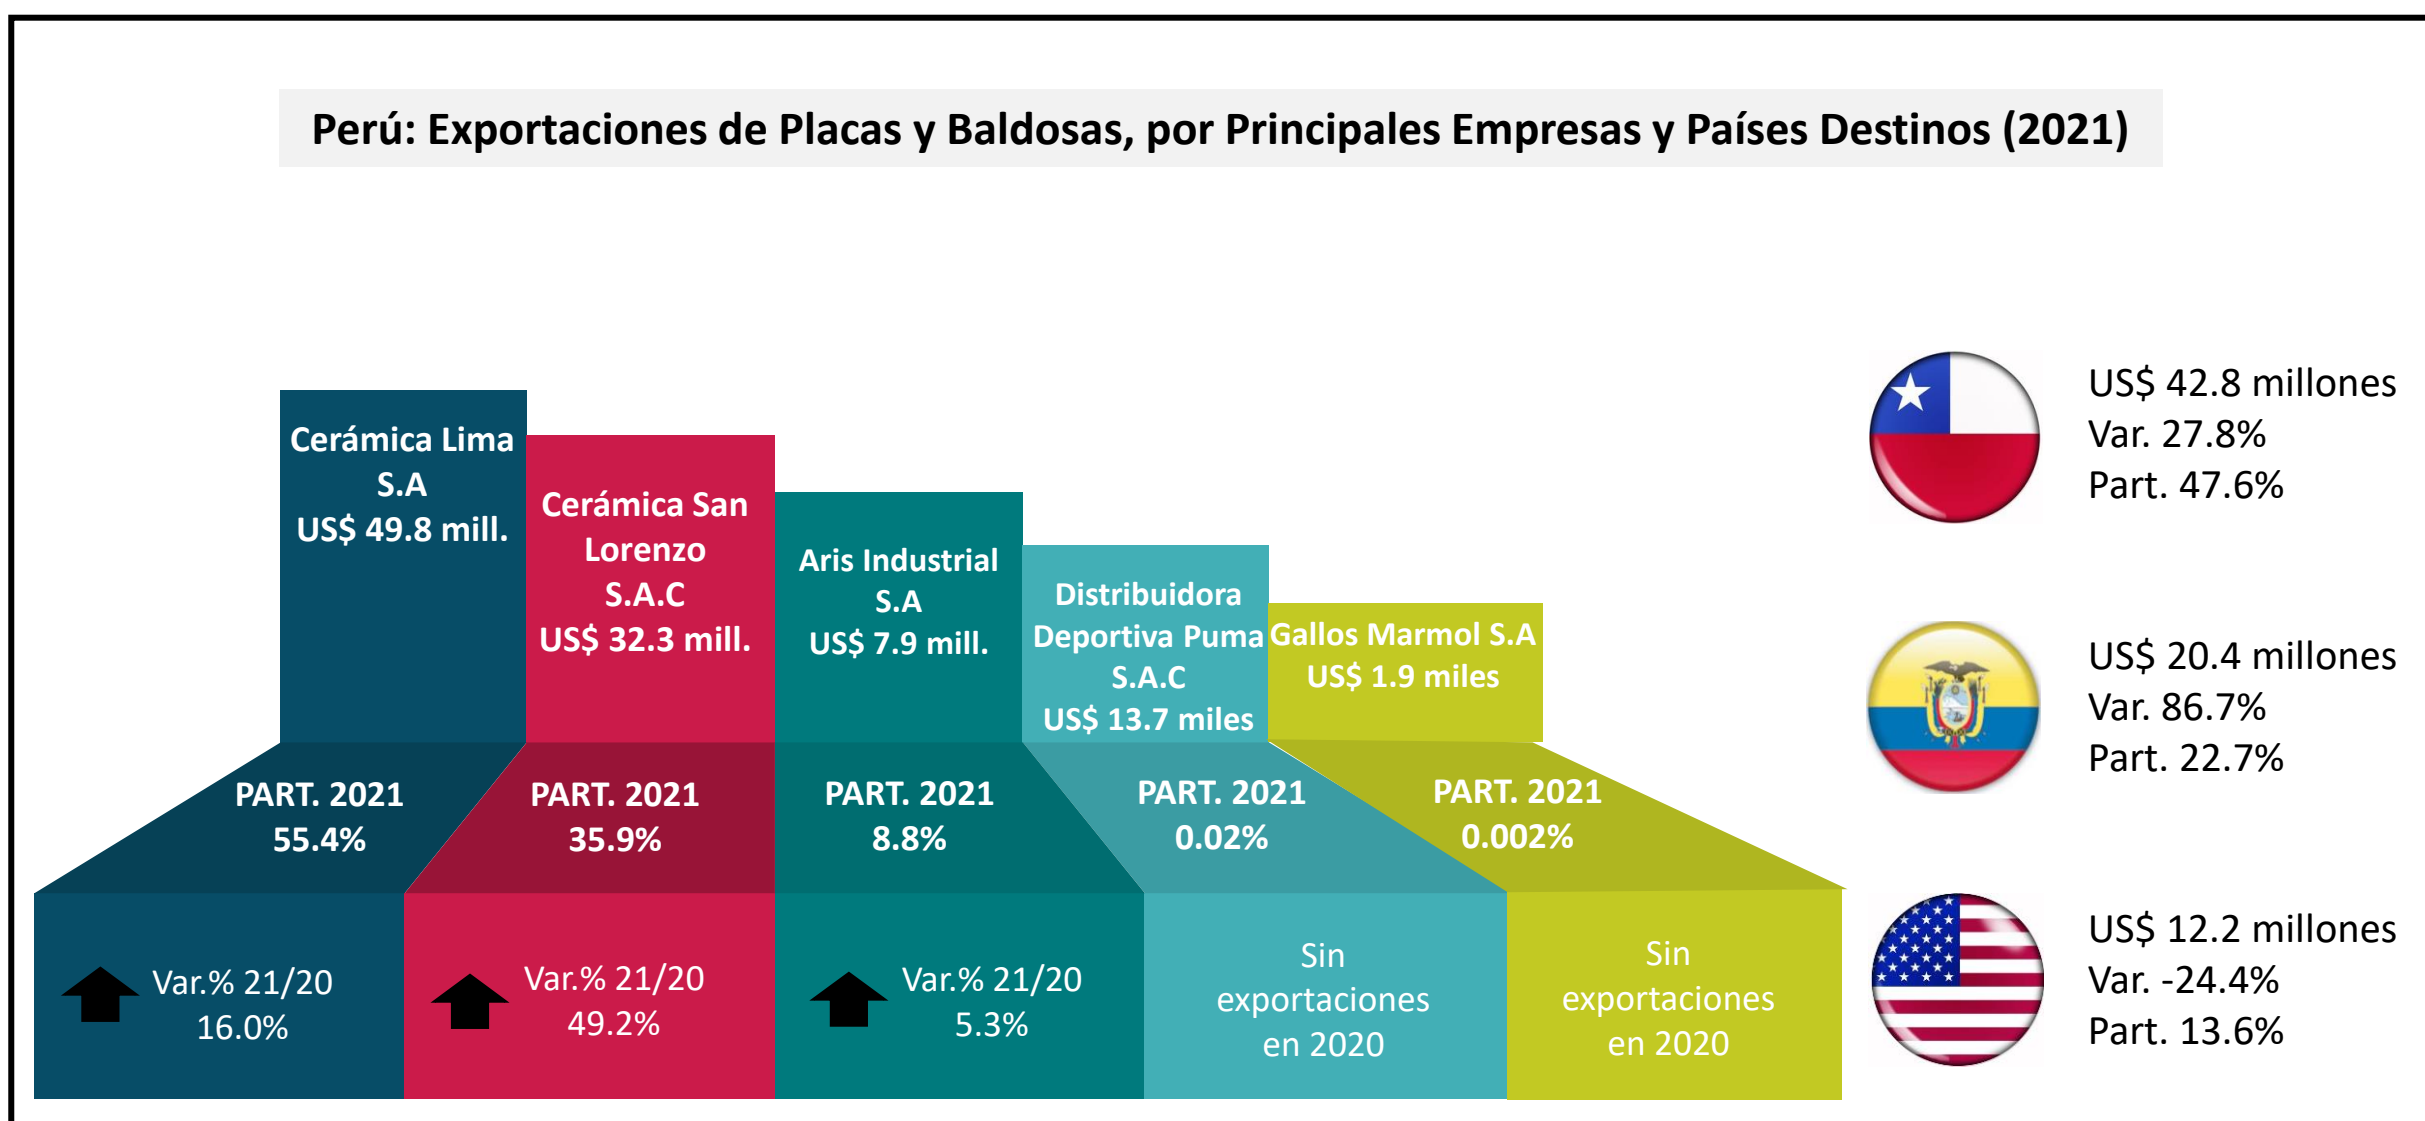 Perú: Exportaciones de Placas y Baldosas, por Principales Empresas y Países Destinos (2021)
Cerámica Lima
S.A
US$ 49.8 mill.
Cerámica San
Lorenzo
S.A.C
US$ 32.3 mill.
Aris Industrial
S.A
US$ 7.9 mill.
Distribuidora
Deportiva Puma
S.A.C
US$ 13.7 miles
Gallos Marmol S.A
US$ 1.9 miles
PART. 2021
55.4%
PART. 2021
35.9%
PART. 2021
8.8%
PART. 2021
0.02%
PART. 2021
0.002%
Var.% 21/20
16.0%
Var.% 21/20
49.2%
Var.% 21/20
5.3%
Sin
exportaciones
en 2020
Sin
exportaciones
en 2020
US$ 42.8 millones
Var. 27.8%
Part. 47.6%
US$ 20.4 millones
Var. 86.7%
Part. 22.7%
US$ 12.2 millones
Var. -24.4%
Part. 13.6%